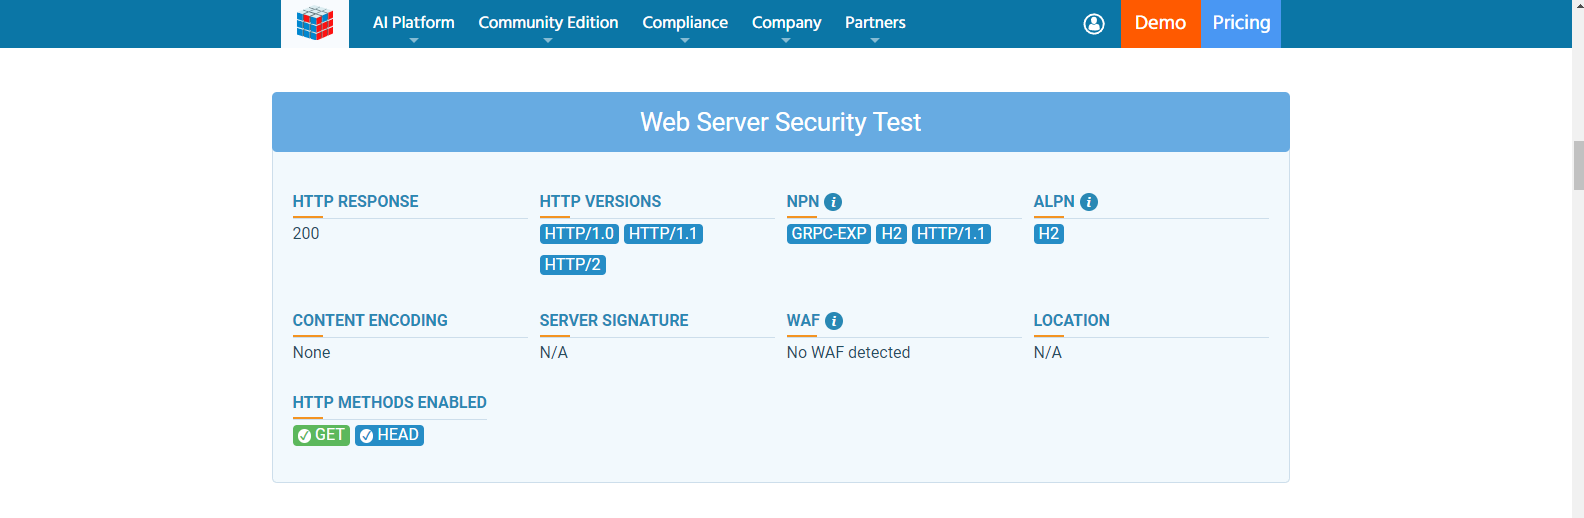 AI Platform Community Edition Compliance Company Partners Demo Pricing
Web Server Security Test
HTTP RESPONSE
200
HTTP VERSIONS
HTTP/1.0 HTTP/1.1
HTTP/2
NPN i
GRPC-EXP H2 HTTP/1.1
ALPN i
H2
CONTENT ENCODING
None
SERVER SIGNATURE
N/A
WAF i
No WAF detected
LOCATION
N/A
HTTP METHODS ENABLED
GET HEAD